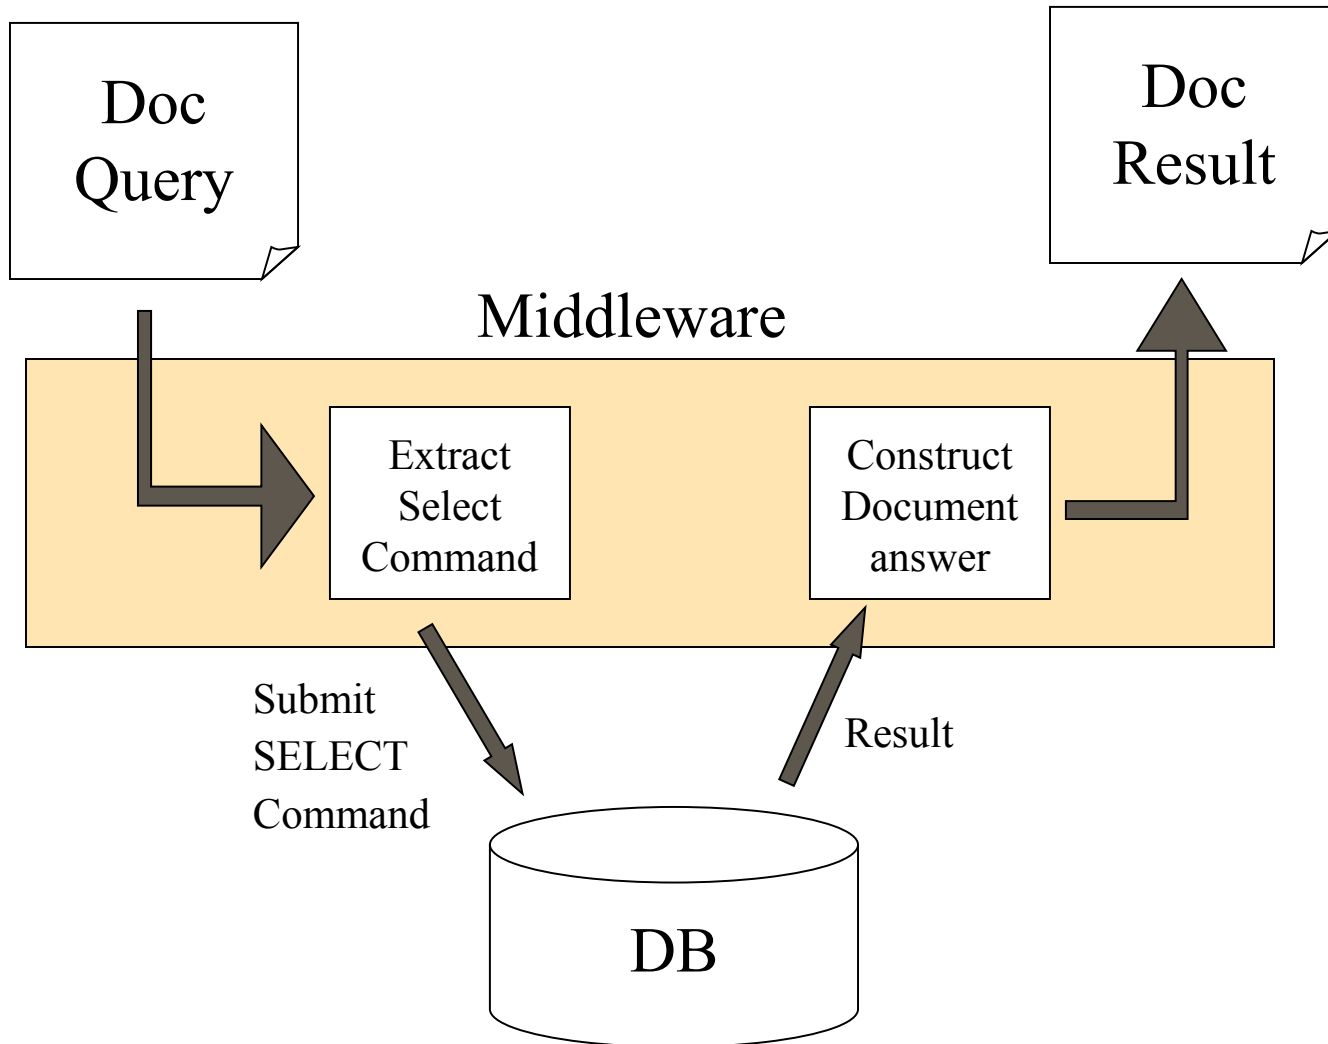 Doc
Query
Doc
Result
Middleware
Extract
Select
Command
Construct
Document
answer
Submit
SELECT
Command
Result
DB